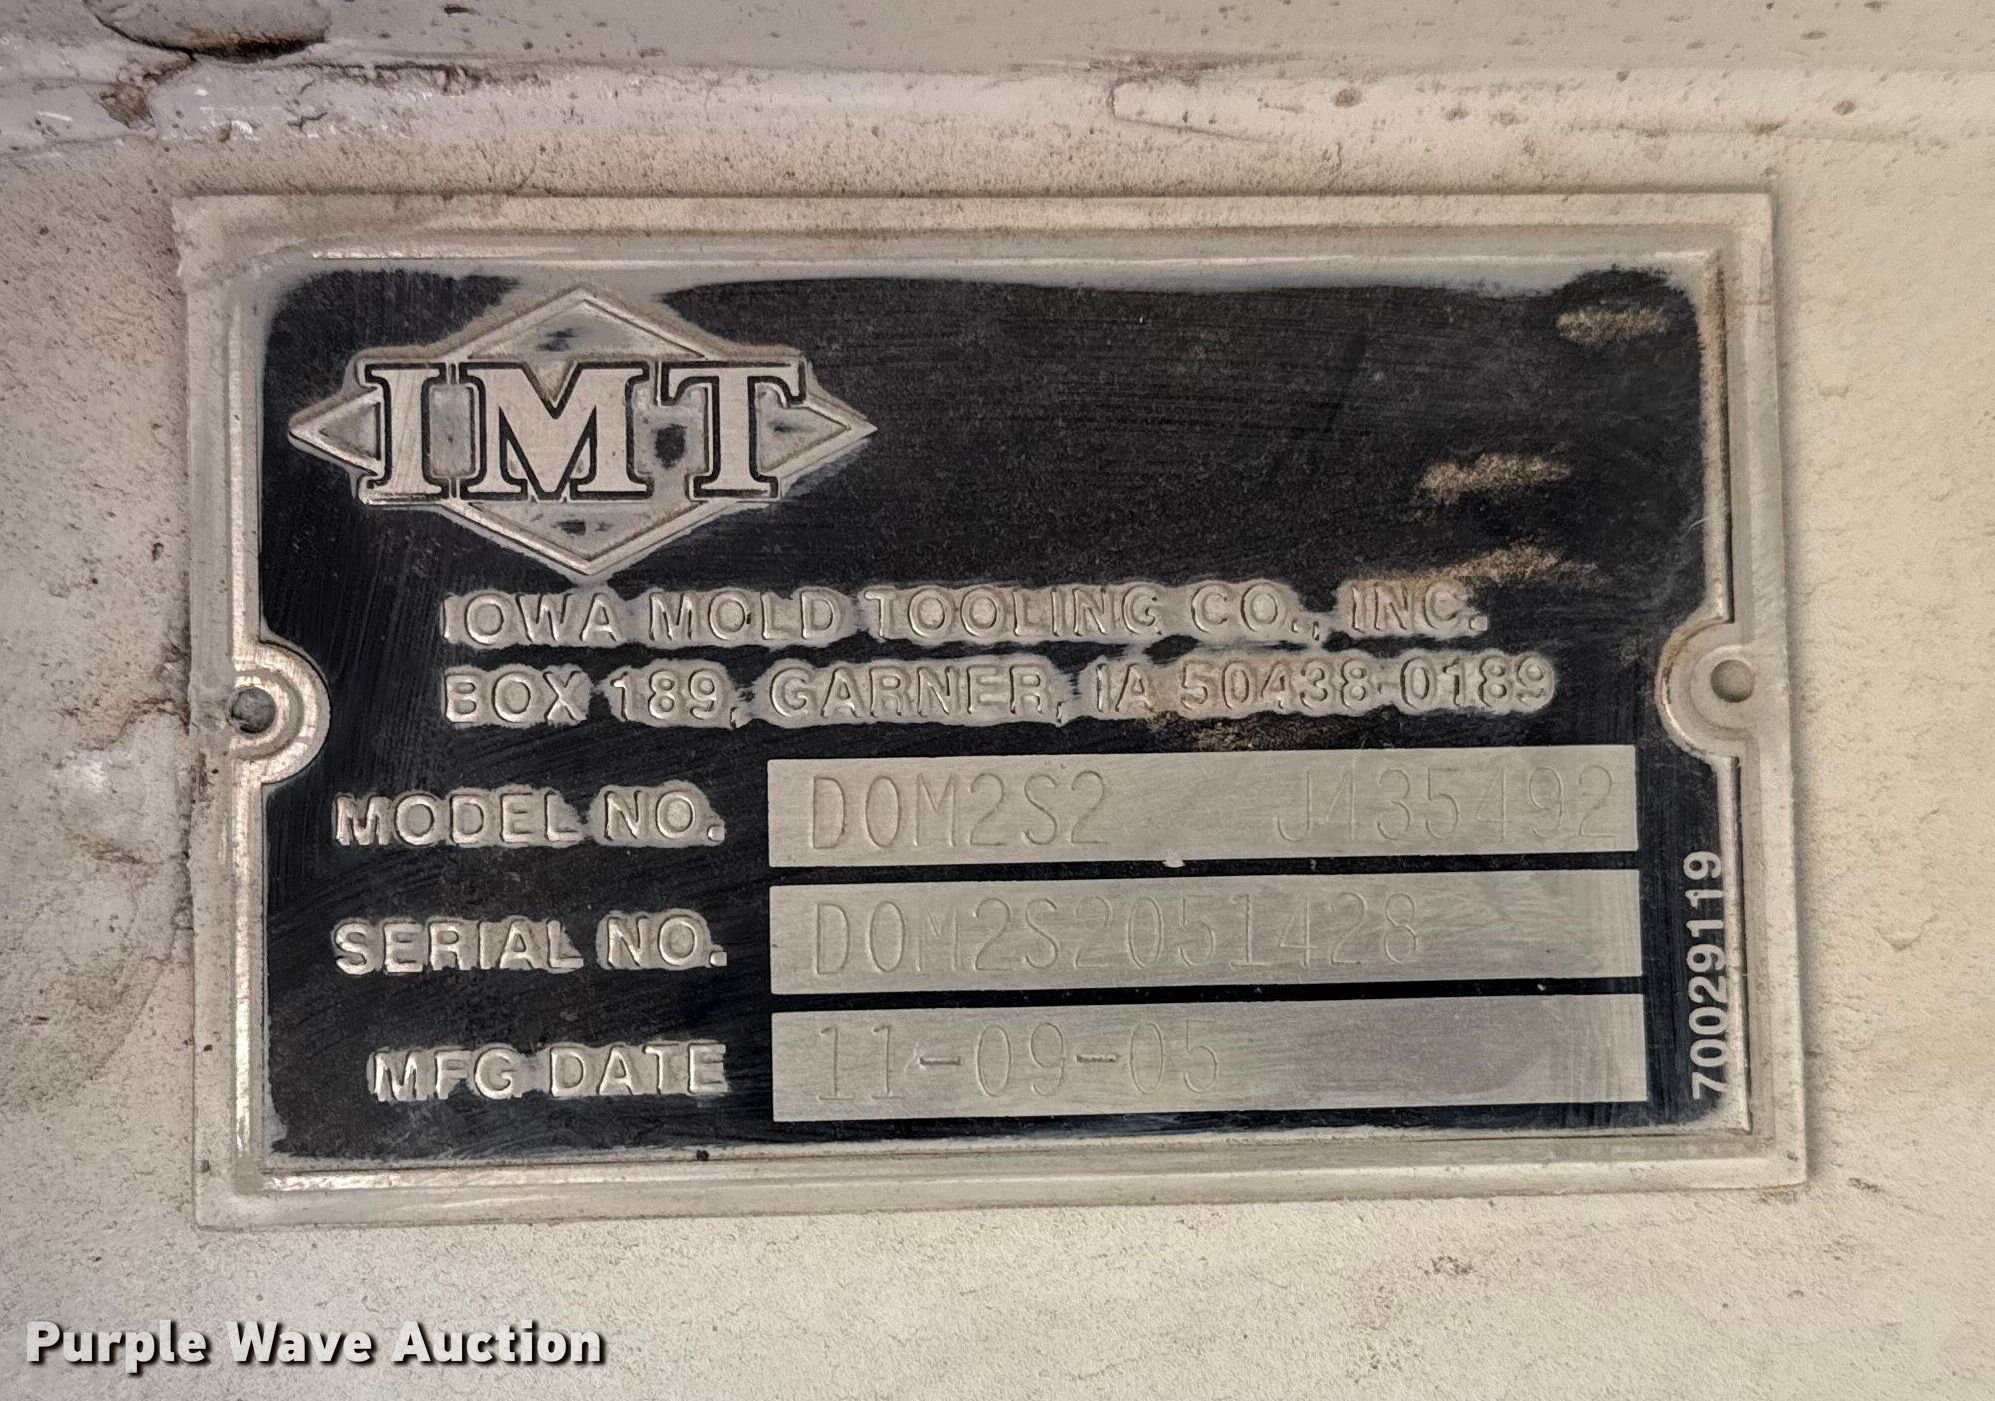 IMT
IOWA MOLD TOOLING CO., INC.
BOX 189, GARNER, IA 50438-0189
MODEL NO. DOM2S2 J435492
SERIAL NO. DOM2S2051428
MFG DATE 11-09-05
70029119
Purple Wave Auction